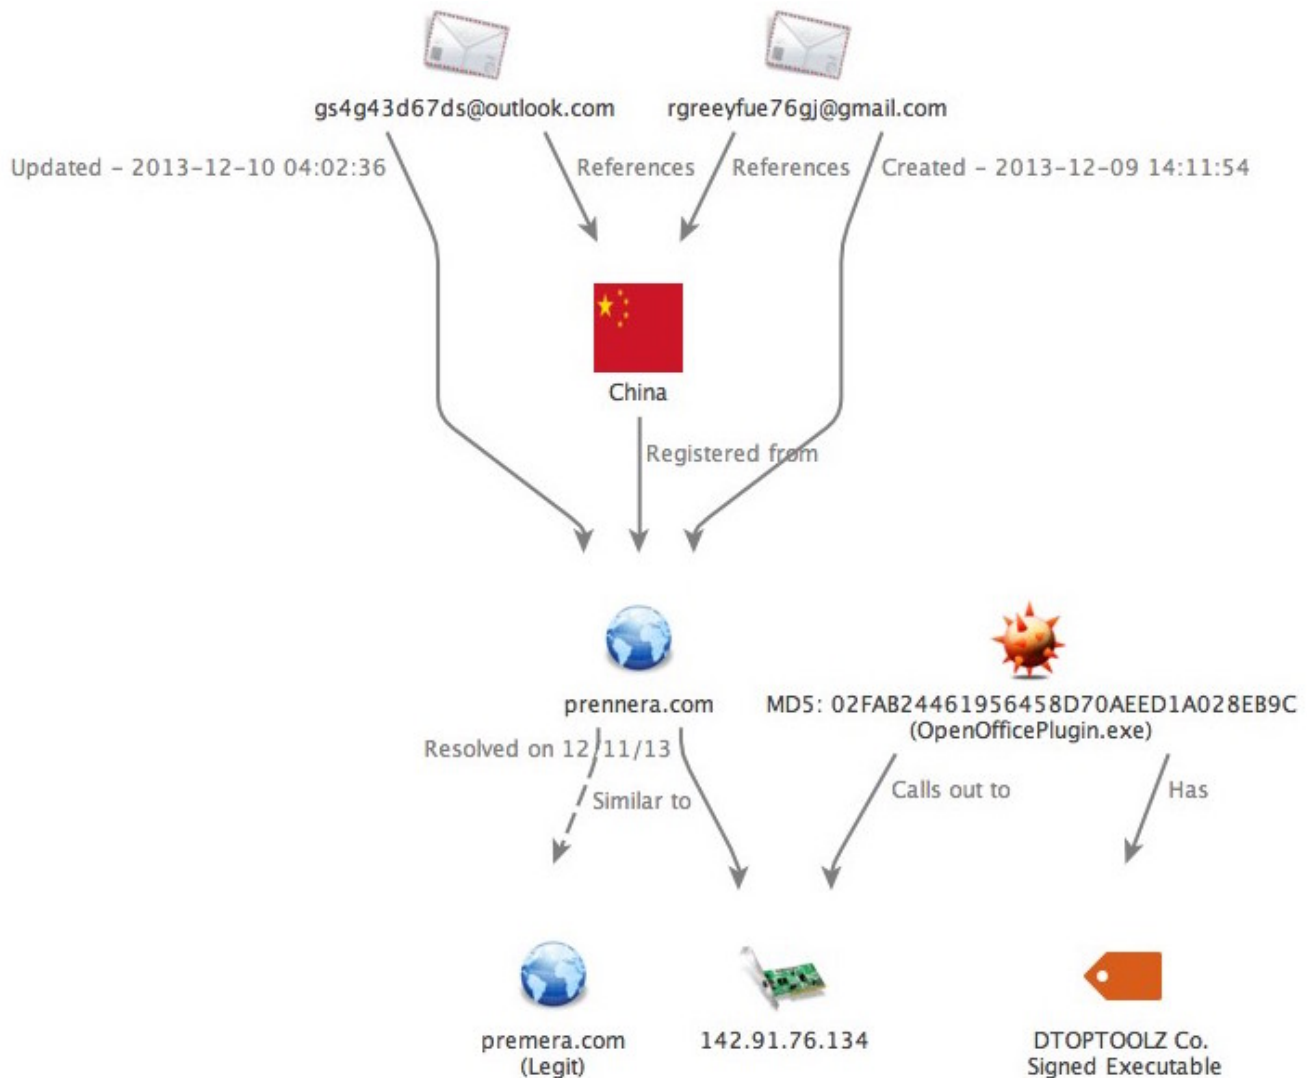 gs4g43d67ds@outlook.com
rgreeyfue76gj@gmail.com
Updated - 2013-12-10 04:02:36
References
References
Created - 2013-12-09 14:11:54
China
Registered from
prennera.com
MD5: 02FAB24461956458D70AEED1A028EB9C
(OpenOfficePlugin.exe)
Resolved on 12/11/13
Similar to
Calls out to
Has
premera.com
(Legit)
142.91.76.134
DTOPTOOLZ Co.
Signed Executable